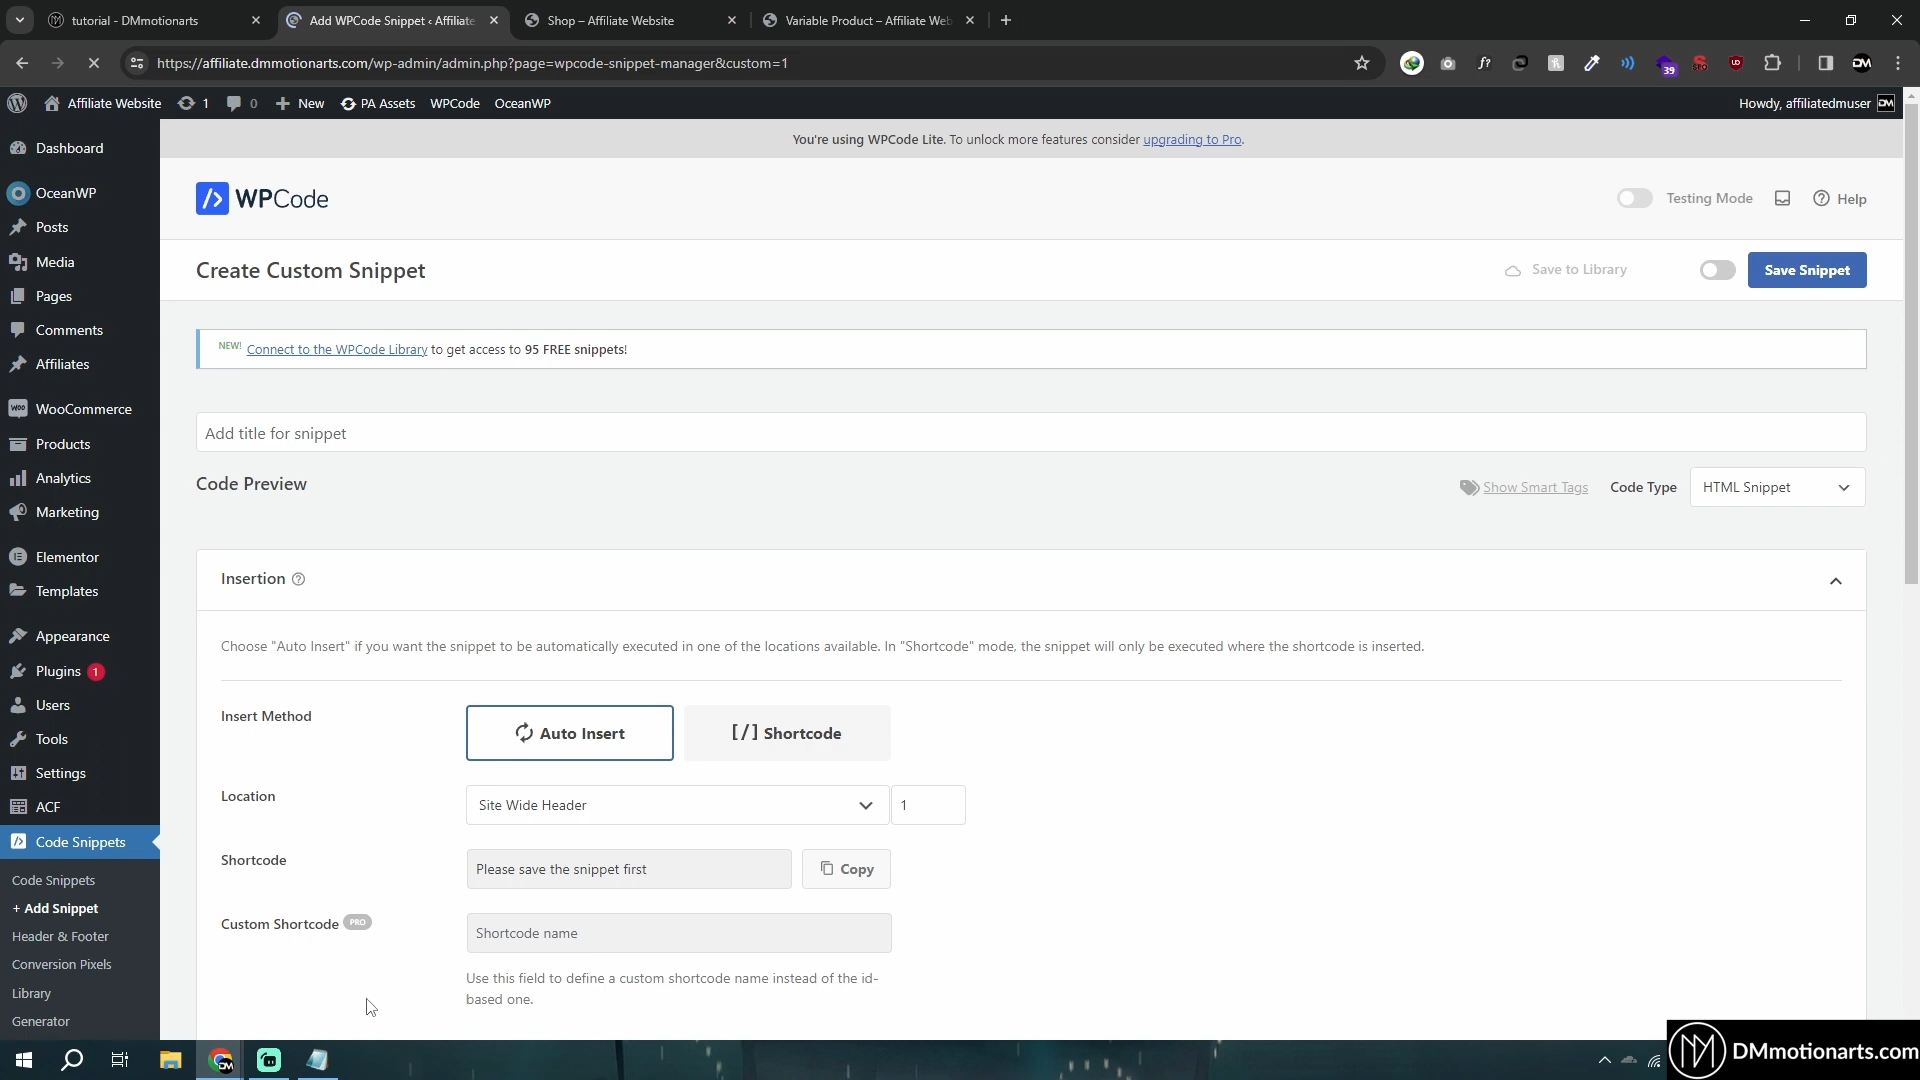 tutorial - DMmotionarts
Add WPCode Snippet ‹ Affiliate
Shop – Affiliate Website
Variable Product – Affiliate Web
https://affiliate.dmmotionarts.com/wp-admin/admin.php?page=wpcode-snippet-manager&custom=1
f?
39
DM
Affiliate Website
1
0
New
PA Assets
WPCode
OceanWP
Howdy, affiliatedmuser
You're using WPCode Lite. To unlock more features consider upgrading to Pro.
Dashboard
OceanWP
Posts
Media
Pages
Comments
Affiliates
WooCommerce
Products
Analytics
Marketing
Elementor
Templates
Appearance
Plugins 1
Users
Tools
Settings
ACF
Code Snippets
Code Snippets
+ Add Snippet
Header & Footer
Conversion Pixels
Library
Generator
WPCode
Testing Mode
Help
Create Custom Snippet
Save to Library
Save Snippet
NEW! Connect to the WPCode Library to get access to 95 FREE snippets!
Add title for snippet
Code Preview
Show Smart Tags
Code Type
HTML Snippet
Insertion
Choose "Auto Insert" if you want the snippet to be automatically executed in one of the locations available. In "Shortcode" mode, the snippet will only be executed where the shortcode is inserted.
Insert Method
Auto Insert
[/] Shortcode
Location
Site Wide Header
1
Shortcode
Please save the snippet first
Copy
Custom Shortcode PRO
Shortcode name
Use this field to define a custom shortcode name instead of the id-
based one.
DMmotionarts.com